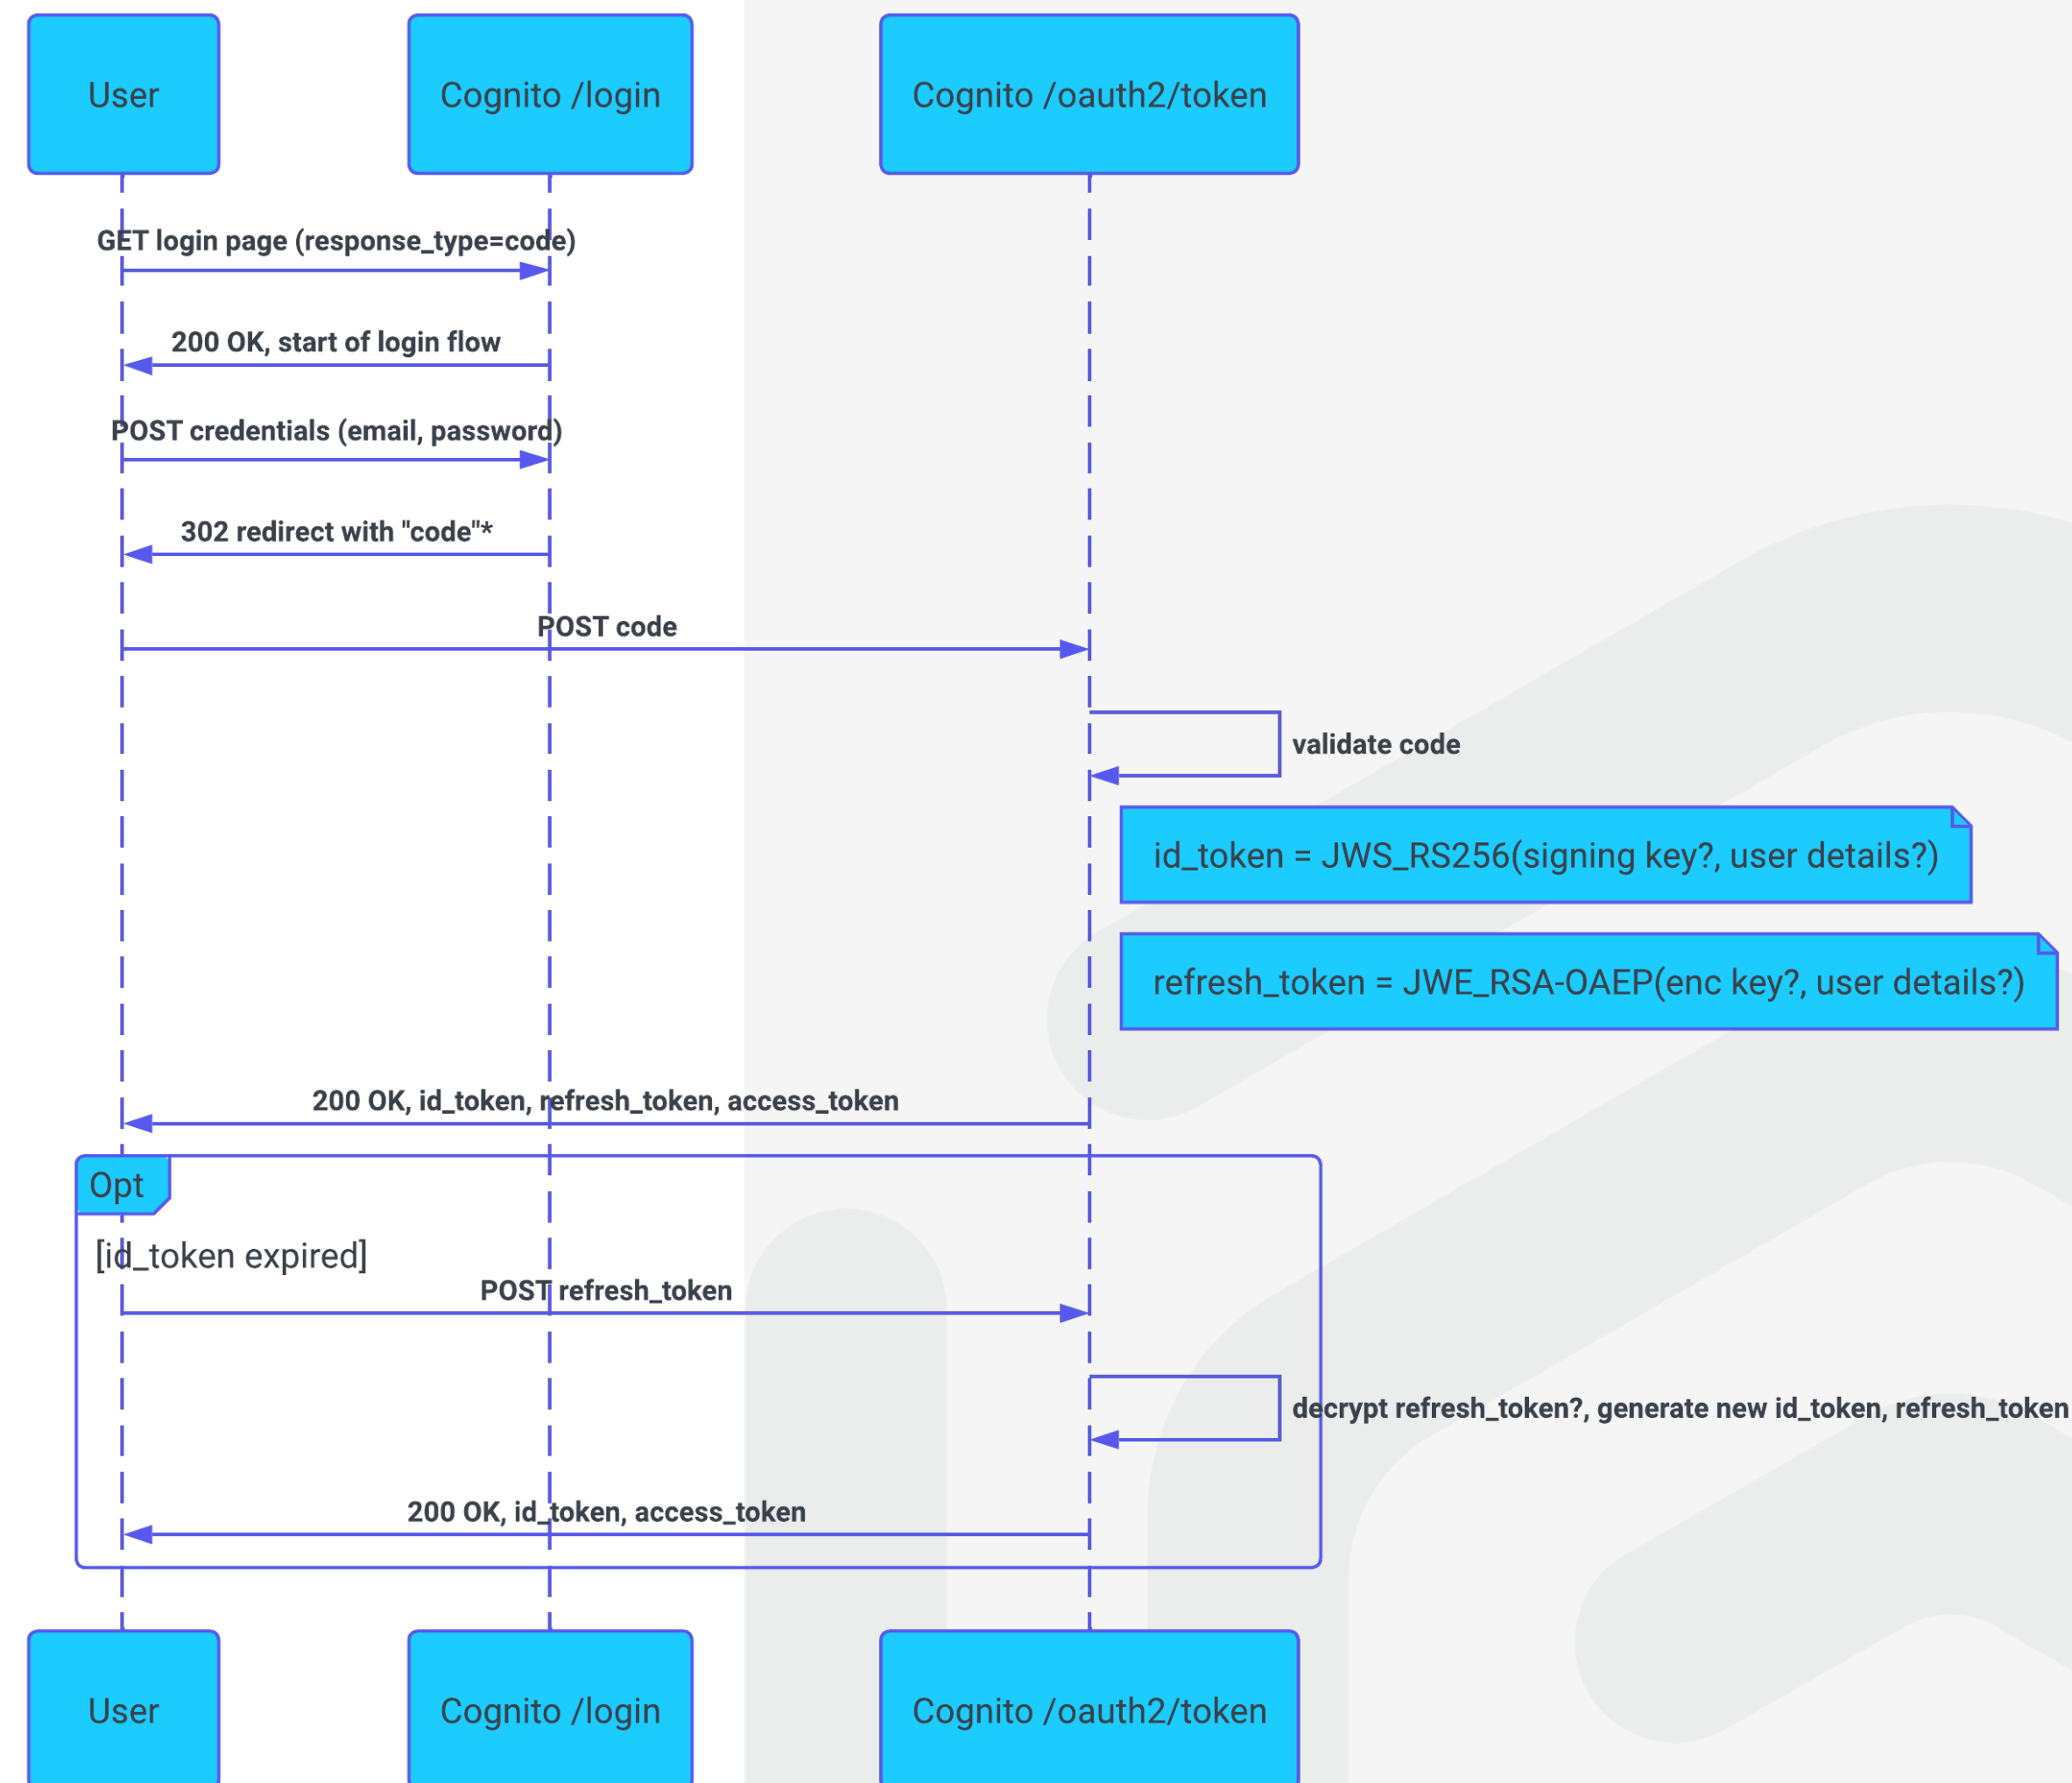 User
Cognito /login
Cognito /oauth2/token
GET login page (response_type=code)
200 OK, start of login flow
POST credentials (email, password)
302 redirect with "code"*
POST code
validate code
id_token = JWS_RS256(signing key?, user details?)
refresh_token = JWE_RSA-OAEP(enc key?, user details?)
200 OK, id_token, refresh_token, access_token
Opt
[id_token expired]
POST refresh_token
decrypt refresh_token?, generate new id_token, refresh_token
200 OK, id_token, access_token
User
Cognito /login
Cognito /oauth2/token